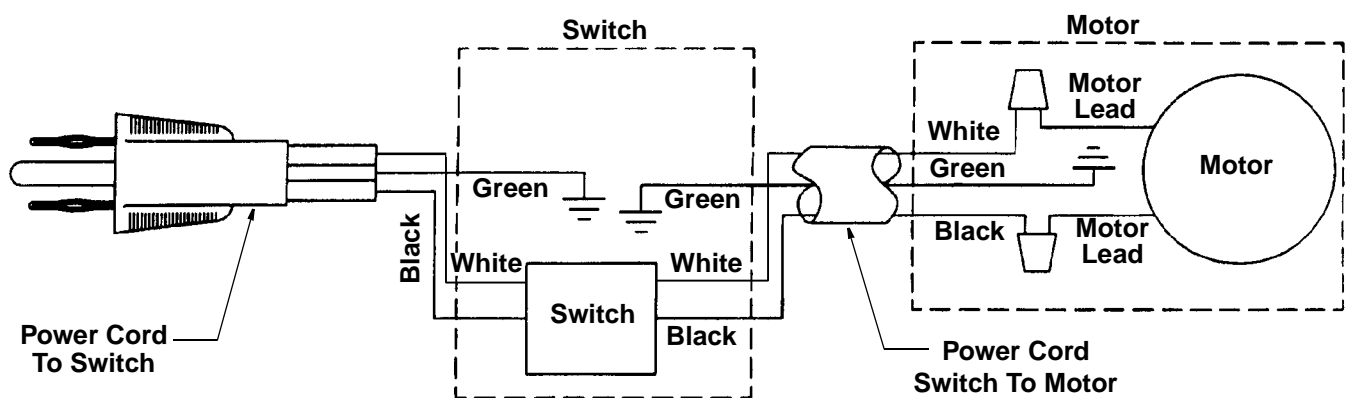 Switch
Motor
Motor
Lead
White
Green
Motor
Green
Green
Black
Motor
Lead
Black
White
White
Switch
Black
Power Cord
To Switch
Power Cord
Switch To Motor